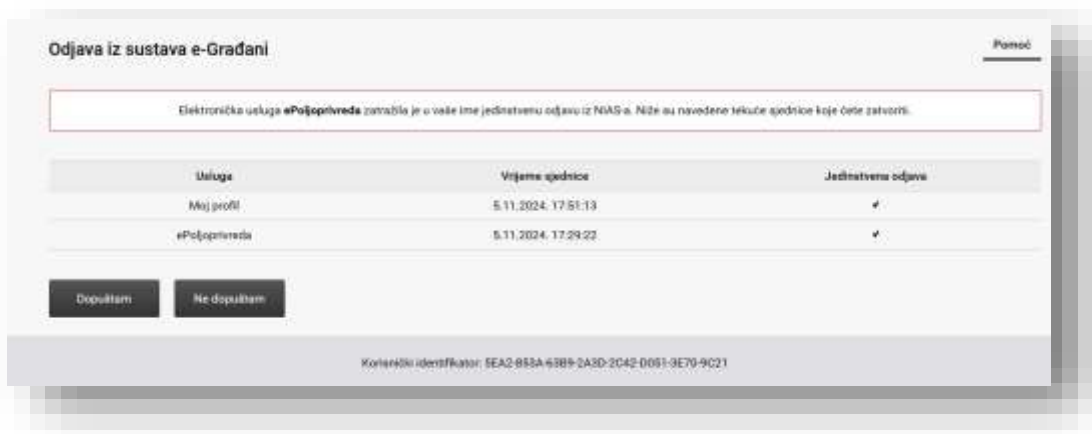 Odjava iz sustava e-Građani
Pomoć
Elektronička usluga ePoljoprivreda zatražila je u vaše ime jedinstvenu odjavu iz NIAS-a. Niže su navedene tekuće sjednice koje ćete zatvoriti.
Usluga Vrijeme sjednice Jedinstvena odjava
Moj profil 5.11.2024. 17:51:13 ✔
ePoljoprivreda 5.11.2024. 17:29:22 ✔
Dopuštam Ne dopuštam
Korisnički identifikator: 5EA2-853A-63B9-2A3D-2C42-D051-3E70-9C21